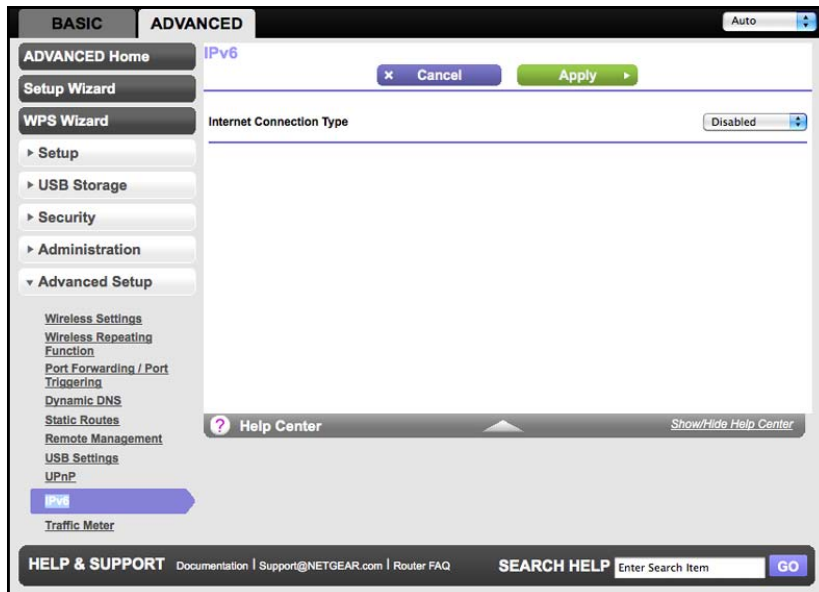 BASIC
ADVANCED
Auto
ADVANCED Home
Setup Wizard
WPS Wizard
Setup
USB Storage
Security
Administration
Advanced Setup
Wireless Settings
Wireless Repeating
Function
Port Forwarding / Port
Triggering
Dynamic DNS
Static Routes
Remote Management
USB Settings
UPnP
IPv6
Traffic Meter
IPv6
Cancel
Apply
Internet Connection Type
Disabled
Help Center
Show/Hide Help Center
HELP & SUPPORT Documentation | Support@NETGEAR.com | Router FAQ
SEARCH HELP Enter Search Item GO